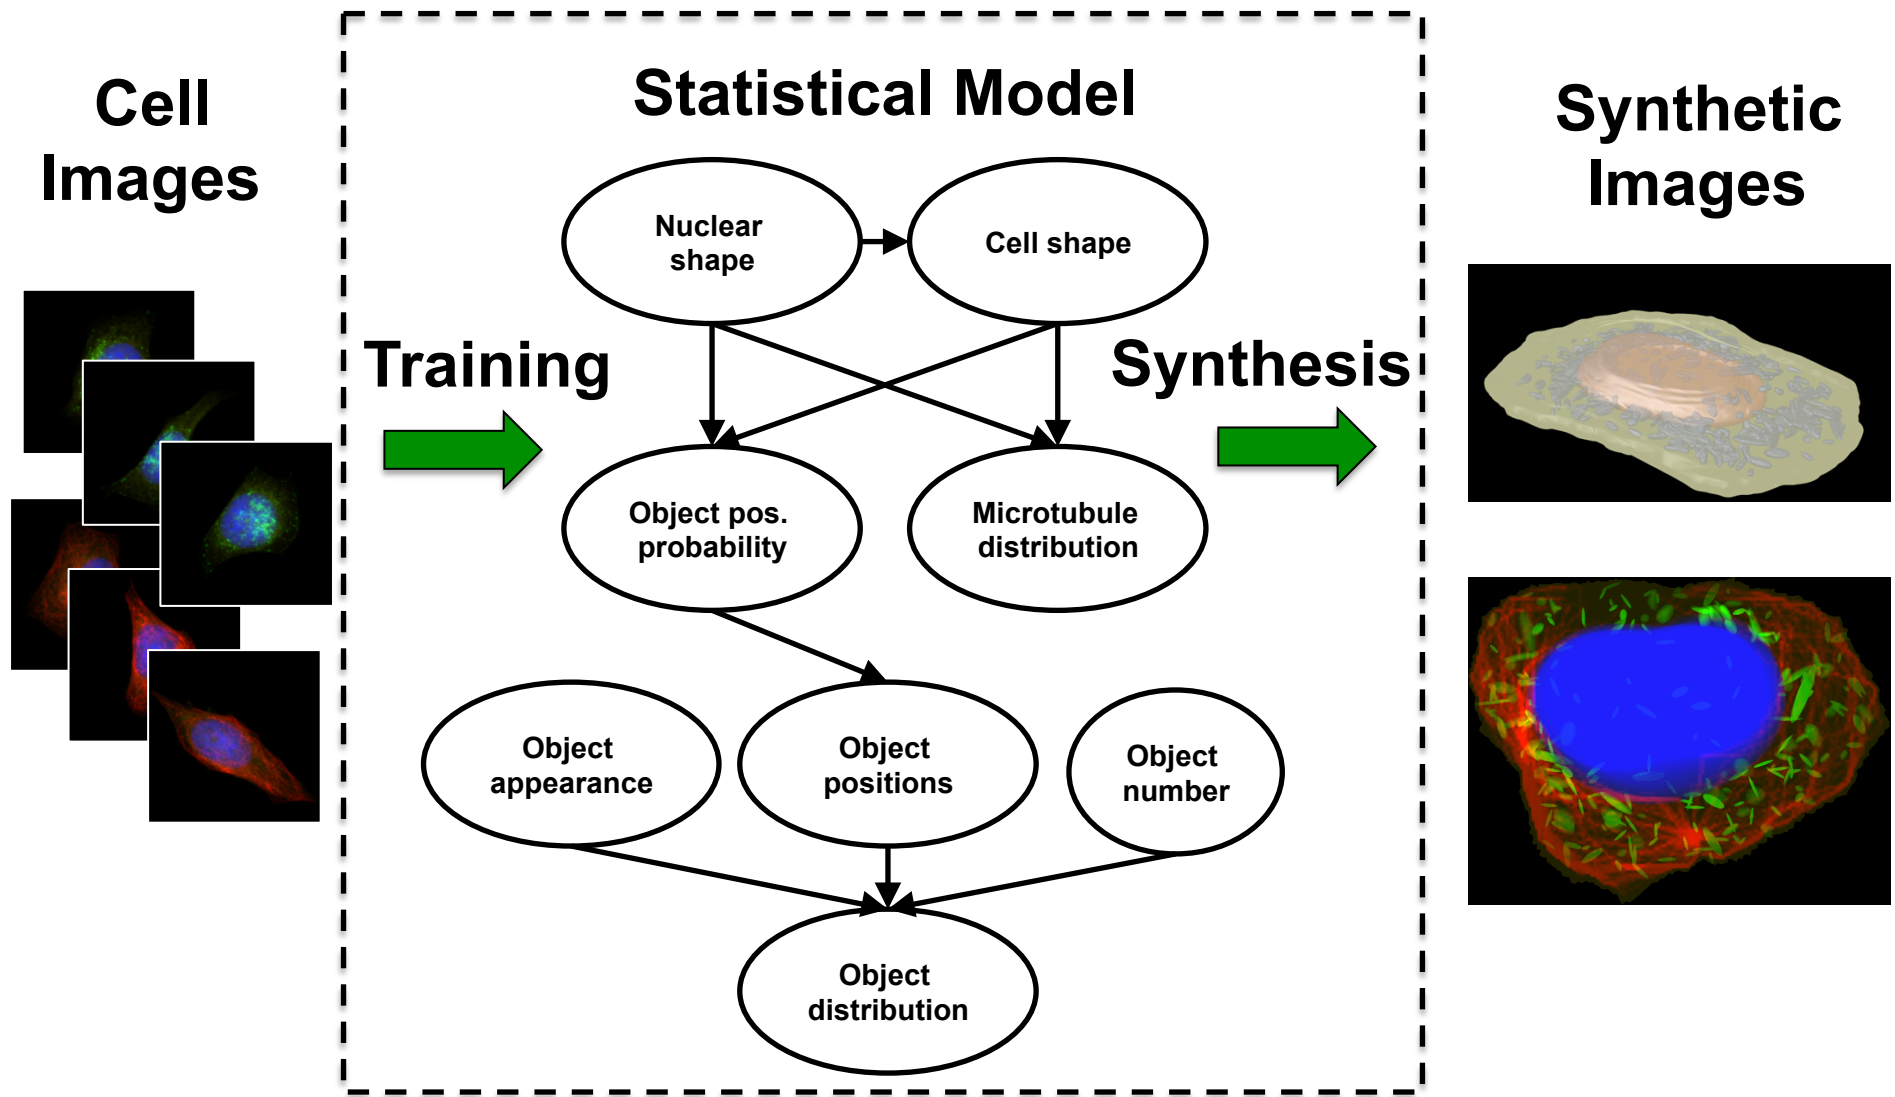 Cell
Images
Statistical Model
Synthetic
Images
Nuclear
shape
Cell shape
Training
Synthesis
Object pos.
probability
Microtubule
distribution
Object
appearance
Object
positions
Object
number
Object
distribution